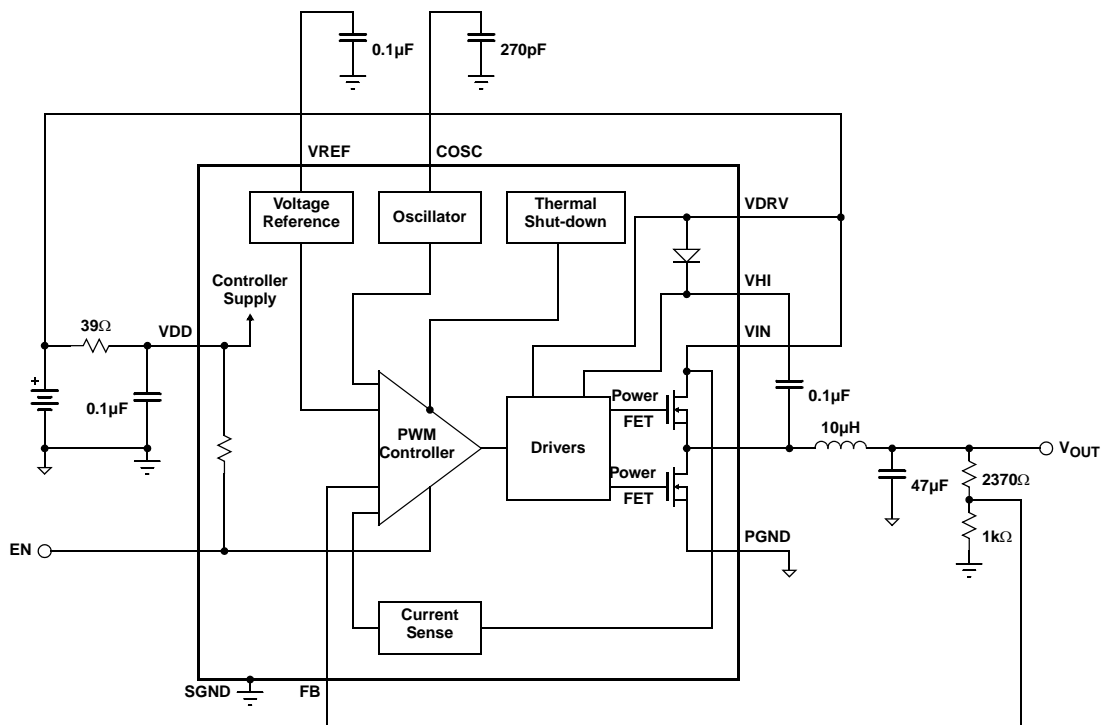 0.1µF
270pF
VREF
COSC
Voltage
Reference
Oscillator
Thermal
Shut-down
VDRV
Controller
Supply
VHI
39Ω
VDD
VIN
+
0.1µF
0.1µF
Power
FET
PWM
Controller
Drivers
10µH
VOUT
Power
FET
47µF
2370Ω
1kΩ
EN
PGND
Current
Sense
SGND
FB